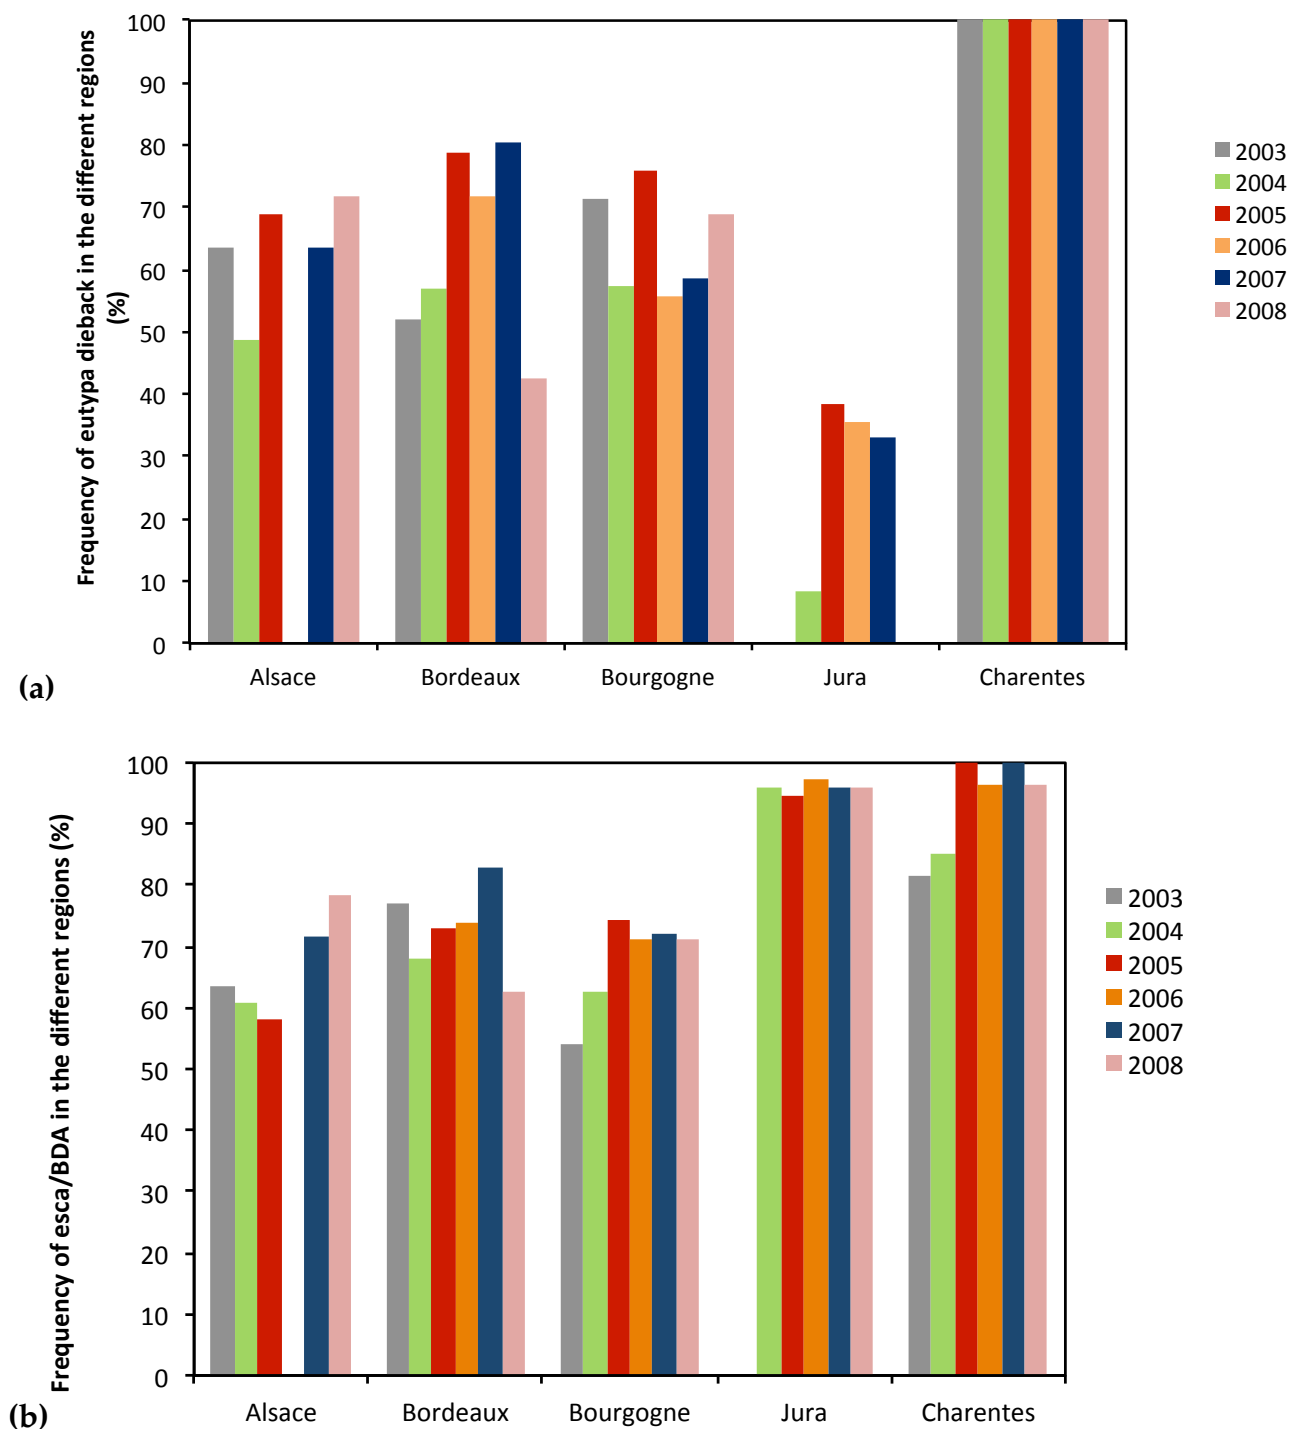 Frequency of eutypa dieback in the different regions
(%)
100
90
80
70
60
50
40
30
20
10
0
Alsace
Bordeaux
Bourgogne
Jura
Charentes
2003
2004
2005
2006
2007
2008
(a)
Frequency of esca/BDA in the different regions (%)
100
90
80
70
60
50
40
30
20
10
0
Alsace
Bordeaux
Bourgogne
Jura
Charentes
2003
2004
2005
2006
2007
2008
(b)